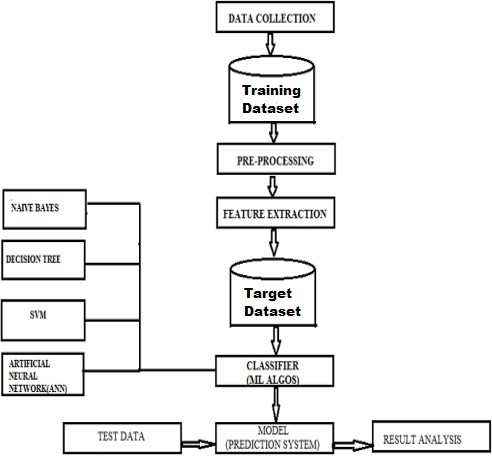 DATA COLLECTION
Training
Dataset
PRE-PROCESSING
FEATURE EXTRACTION
NAIVE BAYES
DECISION TREE
SVM
ARTIFICIAL
NEURAL
NETWORK(ANN)
Target
Dataset
CLASSIFIER
(ML ALGOS)
TEST DATA
MODEL
(PREDICTION SYSTEM)
RESULT ANALYSIS